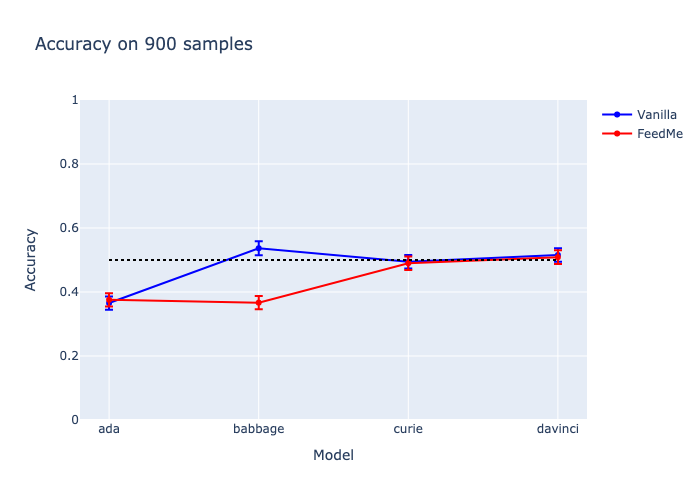 Accuracy on 900 samples
Vanilla
FeedMe
1
0.8
0.6
0.4
0.2
0
Accuracy
ada
babbage
curie
davinci
Model